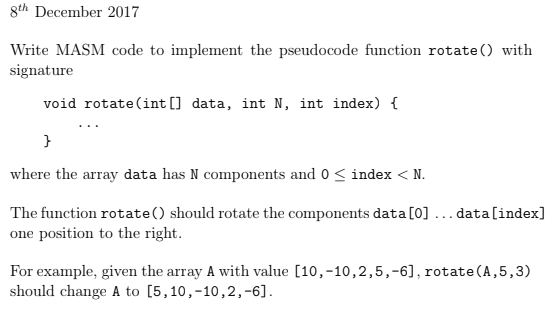 8th December 2017
Write MASM code to implement the pseudocode function rotate() with
signature
void rotate(int[] data, int N, int index) {
...
}
where the array data has N components and 0 ≤ index < N.
The function rotate() should rotate the components data[0] ...data[index]
one position to the right.
For example, given the array A with value [10,-10,2,5,-6], rotate(A,5,3)
should change A to [5,10,-10,2,-6].